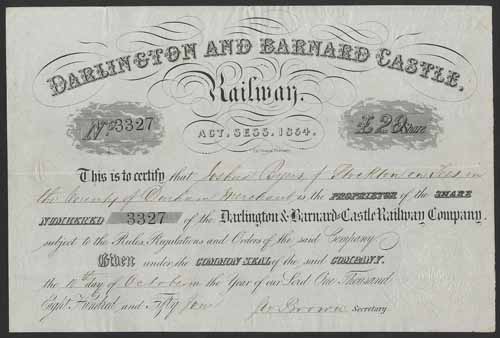 DARLINGTON AND BARNARD CASTLE.
Railway.
ACT. SESS. 1854.
No 3327
£20 Share
This is to certify that Joshua Byers of Stockton on Tees in
the County of Durham Merchant is the PROPRIETOR of the SHARE
NUMBERED 3327 of the Darlington & Barnard Castle Railway Company,
subject to the Rules, Regulations and Orders of the said Company
Given under the COMMON SEAL of the said COMPANY.
the day of October in the Year of our Lord One Thousand
Eight Hundred and Fifty four
Brown Secretary.